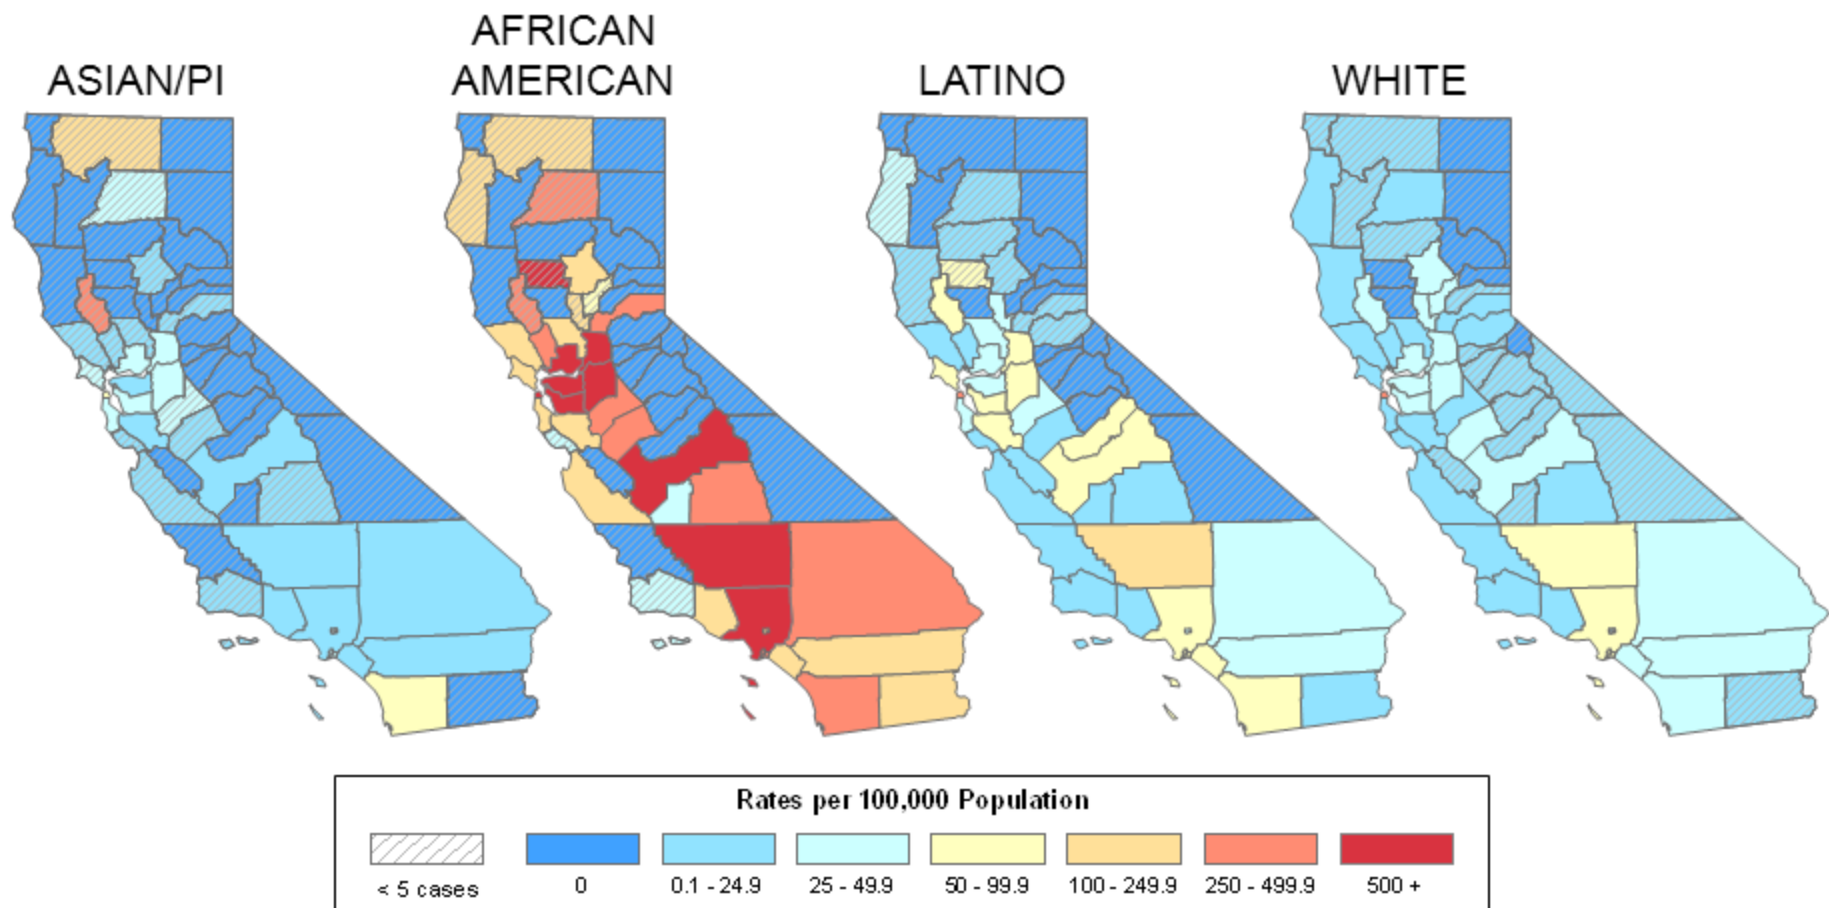 ASIAN/PI
AFRICAN
AMERICAN
LATINO
WHITE
Rates per 100,000 Population
< 5 cases
0
0.1 - 24.9
25 - 49.9
50 - 99.9
100 - 249.9
250 - 499.9
500 +